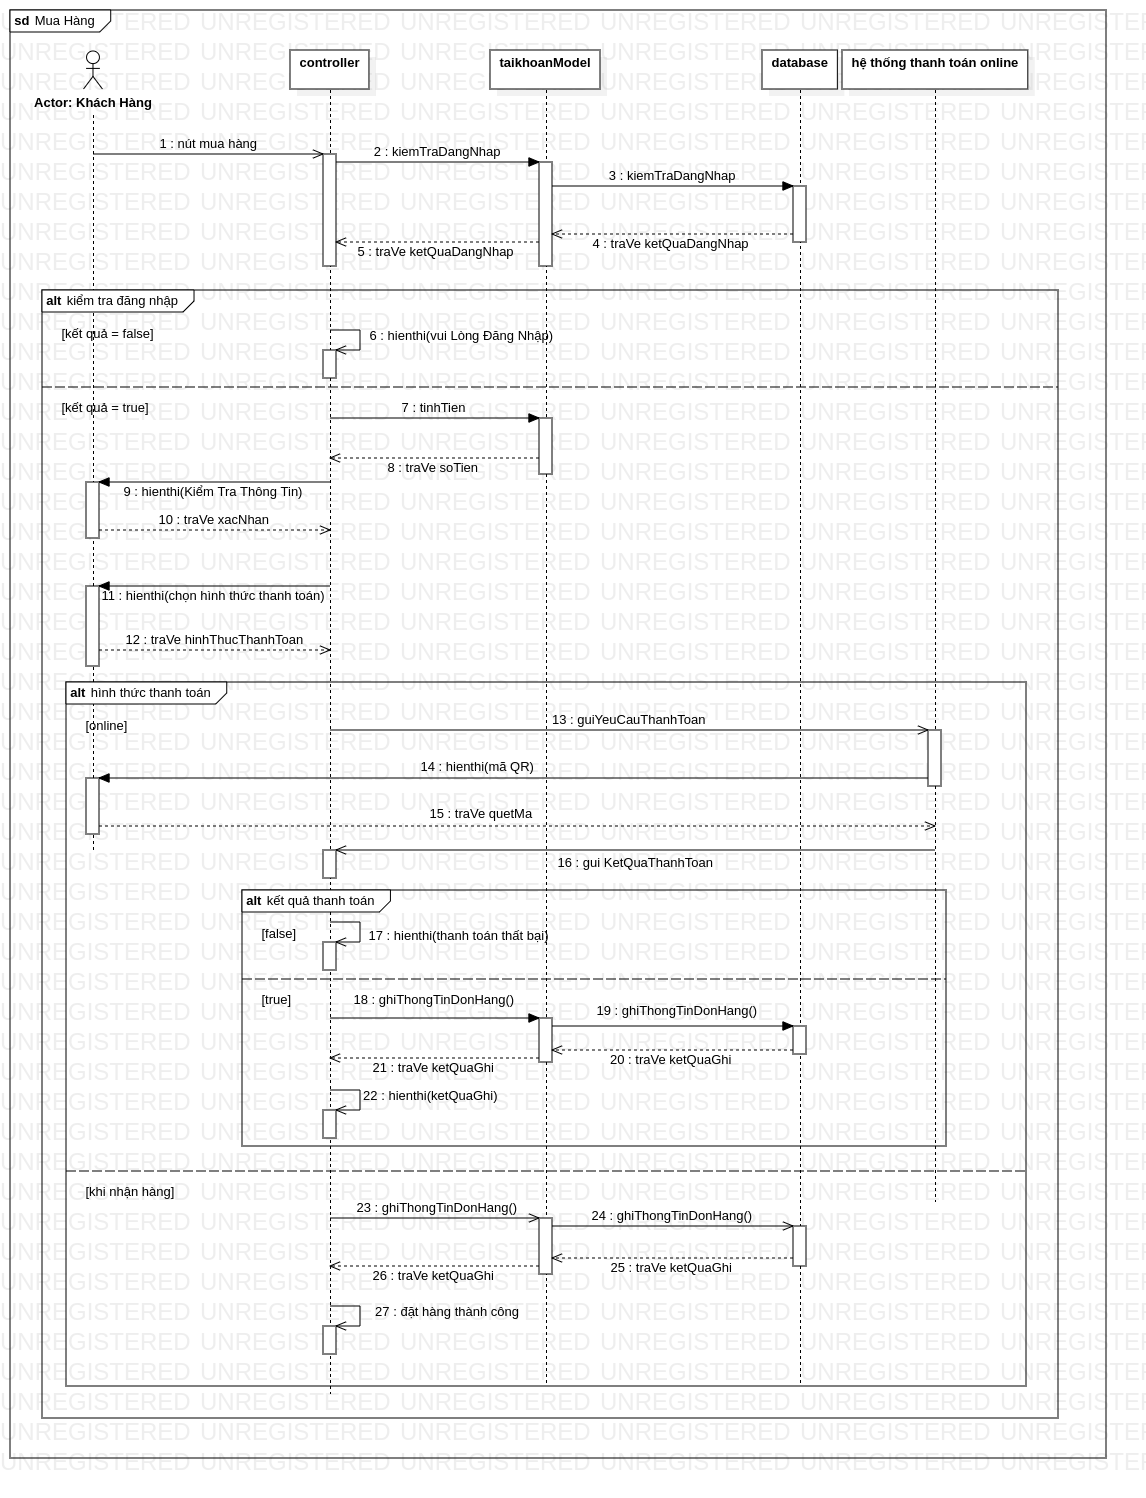 sd Mua Hàng
controller
taikhoanModel
database
hệ thống thanh toán online
Actor: Khách Hàng
1 : nút mua hàng
2 : kiemTraDangNhap
3 : kiemTraDangNhap
4 : traVe ketQuaDangNhap
5 : traVe ketQuaDangNhap
alt kiểm tra đăng nhập
[kết quả = false]
6 : hienthi(vui Lòng Đăng Nhập)
[kết quả = true]
7 : tinhTien
8 : traVe soTien
9 : hienthi(Kiểm Tra Thông Tin)
10 : traVe xacNhan
11 : hienthi(chọn hình thức thanh toán)
12 : traVe hinhThucThanhToan
alt hình thức thanh toán
[online]
13 : guiYeuCauThanhToan
14 : hienthi(mã QR)
15 : traVe quetMa
16 : gui KetQuaThanhToan
alt kết quả thanh toán
[false]
17 : hienthi(thanh toán thất bại)
[true]
18 : ghiThongTinDonHang()
19 : ghiThongTinDonHang()
20 : traVe ketQuaGhi
21 : traVe ketQuaGhi
22 : hienthi(ketQuaGhi)
[khi nhận hàng]
23 : ghiThongTinDonHang()
24 : ghiThongTinDonHang()
25 : traVe ketQuaGhi
26 : traVe ketQuaGhi
27 : đặt hàng thành công
UNREGISTERED